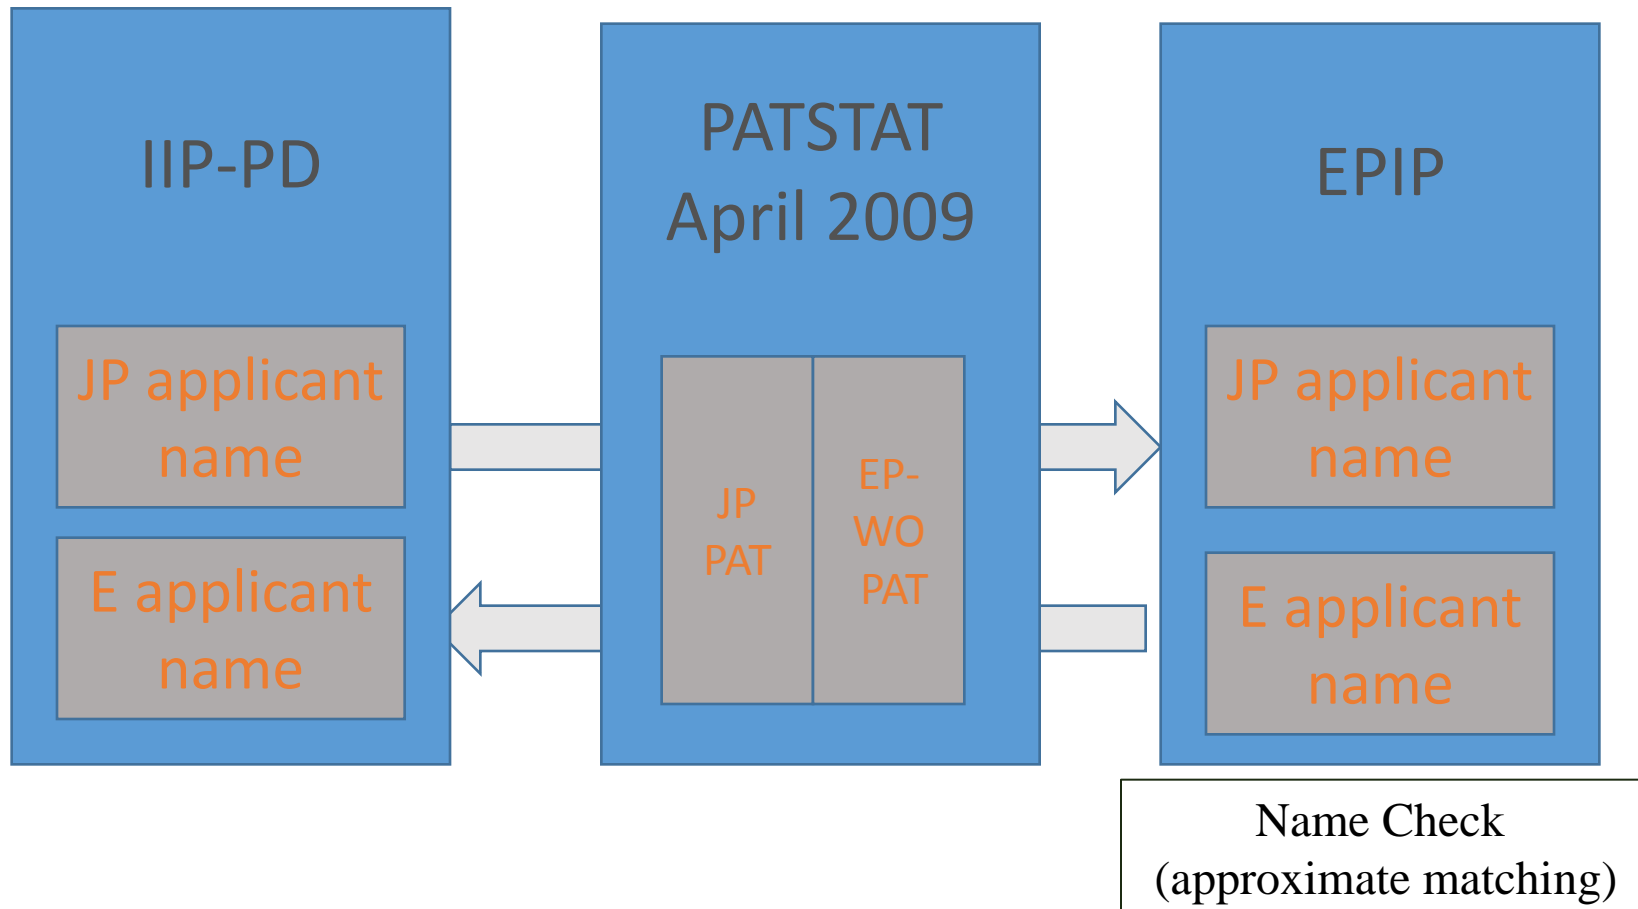 IIP-PD
JP applicant
name
E applicant
name
PATSTAT
April 2009
JP
PAT
EP-
WO
PAT
EPIP
JP applicant
name
E applicant
name
Name Check
(approximate matching)